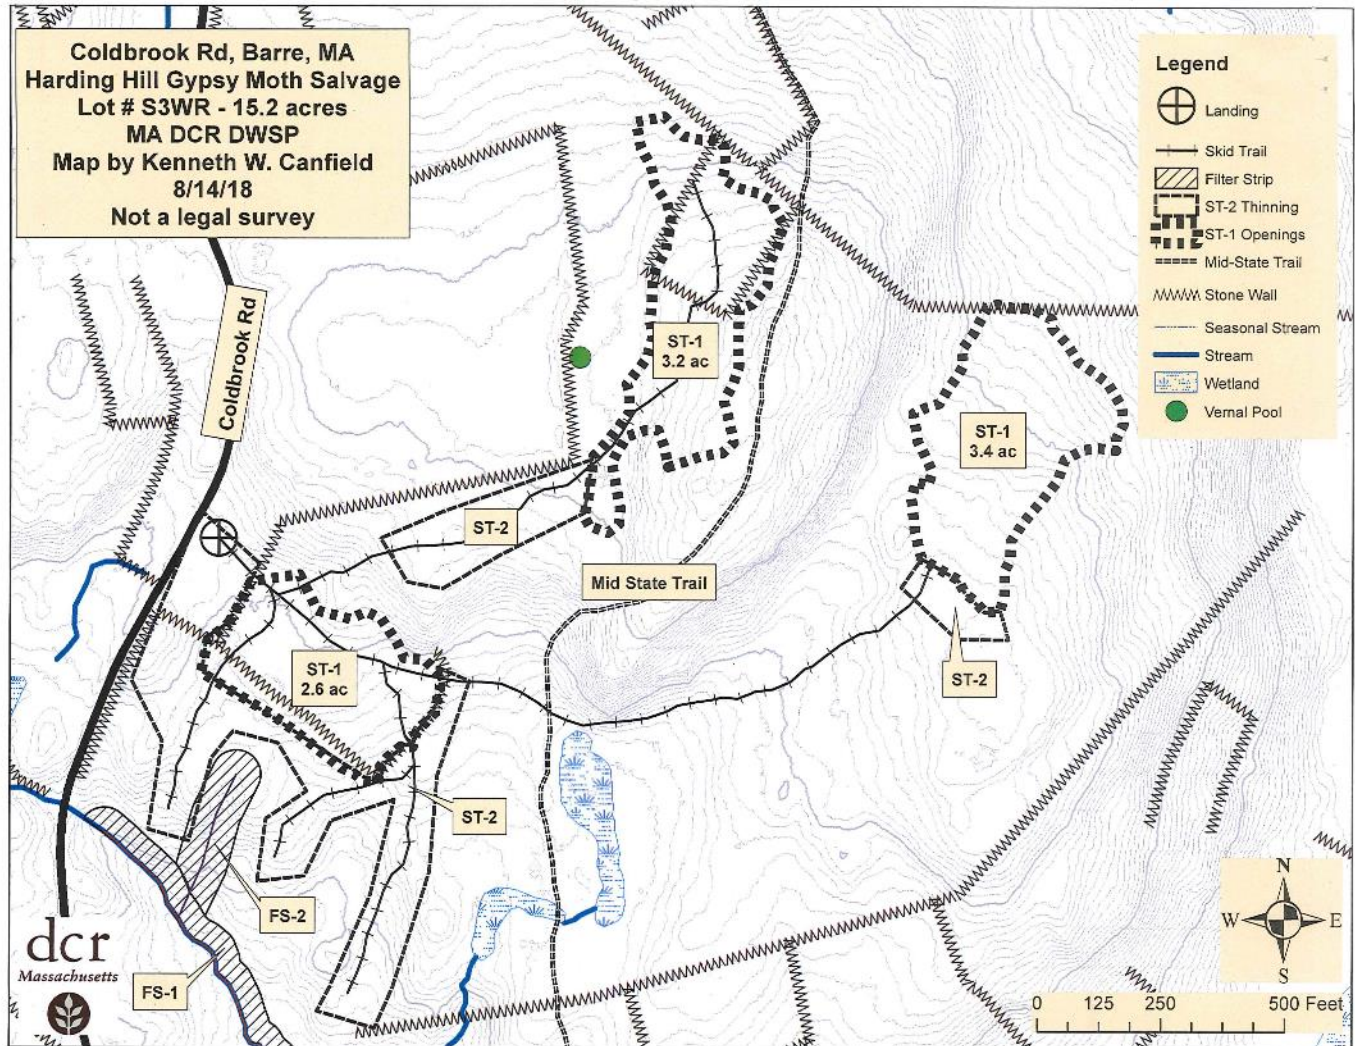 Coldbrook Rd, Barre, MA
Harding Hill Gypsy Moth Salvage
Lot # S3WR - 15.2 acres
MA DCR DWSP
Map by Kenneth W. Canfield
8/14/18
Not a legal survey
Legend
Landing
Skid Trail
Filter Strip
ST-2 Thinning
ST-1 Openings
Mid-State Trail
Stone Wall
Seasonal Stream
Stream
Wetland
Vernal Pool
Coldbrook Rd
ST-1
3.2 ac
ST-1
3.4 ac
ST-2
Mid State Trail
ST-1
2.6 ac
ST-2
ST-2
FS-2
FS-1
dcr
Massachusetts
N
W
E
S
0 125 250 500 Feet